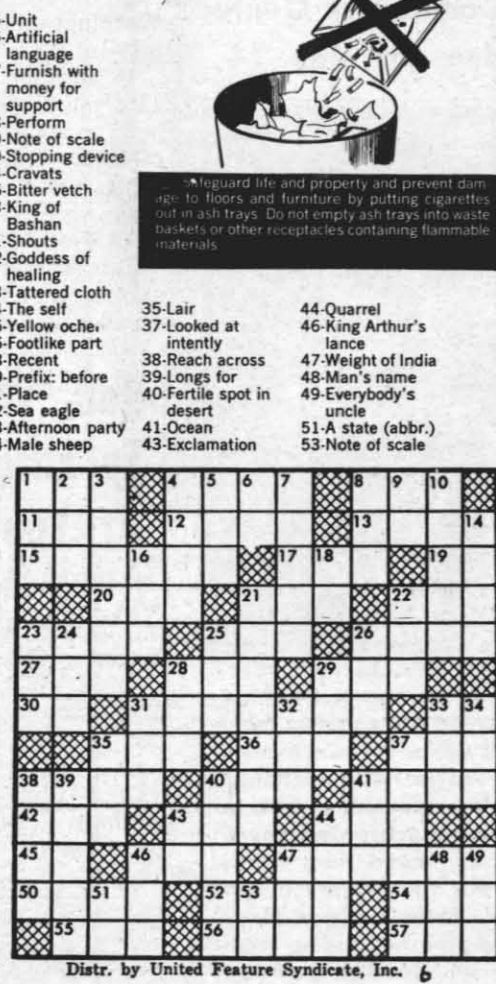 -Unit
-Artificial
language
-Furnish with
money for
support
-Perform
-Note of scale
-Stopping device
-Cravats
-Bitter vetch
-King of
Bashan
-Shouts
-Goddess of
healing
-Tattered cloth
-The self
-Yellow ocher
-Footlike part
-Recent
-Prefix: before
-Place
-Sea eagle
-Afternoon party
-Male sheep
safeguard life and property and prevent dam
age to floors and furniture by putting cigarettes
out in ash trays. Do not empty ash trays into waste
baskets or other receptacles containing flammable
materials
35-Lair
37-Looked at
intently
38-Reach across
39-Longs for
40-Fertile spot in
desert
41-Ocean
43-Exclamation
44-Quarrel
46-King Arthur's
lance
47-Weight of India
48-Man's name
49-Everybody's
uncle
51-A state (abbr.)
53-Note of scale
1 2 3 4 5 6 7 8 9 10
11 12 13 14
15 16 17 18 19
20 21 22
23 24 25 26
27 28 29
30 31 32 33 34
35 36 37
38 39 40 41
42 43 44
45 46 47 48 49
50 51 52 53 54
55 56 57
Distr. by United Feature Syndicate, Inc. 6